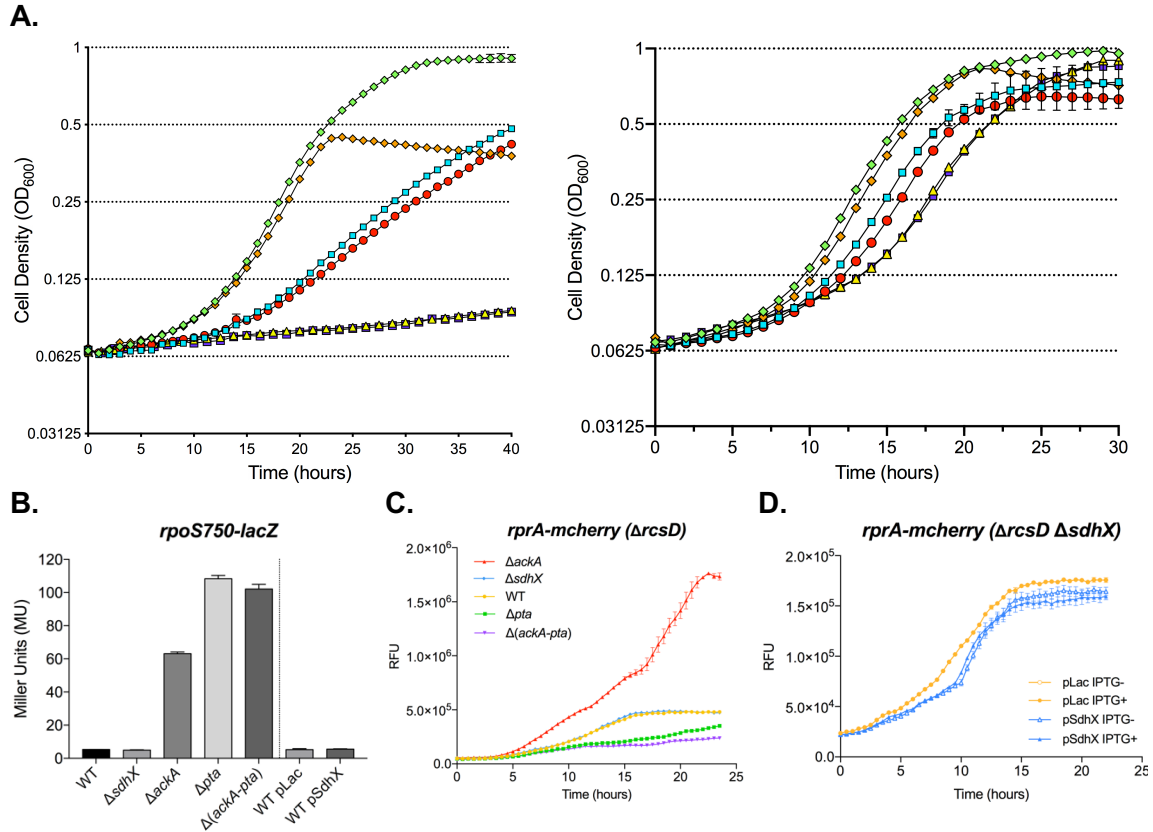 A.
1
0.5
0.25
0.125
0.0625
0.03125
Cell Density (OD600)
0 5 10 15 20 25 30 35 40
Time (hours)
1
0.5
0.25
0.125
0.0625
0.03125
Cell Density (OD600)
0 5 10 15 20 25 30
Time (hours)
B.
rpoS750-lacZ
120
100
80
60
40
20
0
Miller Units (MU)
WT
ΔsdhX
ΔackA
Δpta
Δ(ackA-pta)
WT pLac
WT pSdhX
C.
rprA-mcherry (ΔrcsD)
2.0×10⁶
1.5×10⁶
1.0×10⁶
5.0×10⁵
0.0
RFU
ΔackA
ΔsdhX
WT
Δpta
Δ(ackA-pta)
0 5 10 15 20 25
Time (hours)
D.
rprA-mcherry (ΔrcsD ΔsdhX)
2.0×10⁵
1.5×10⁵
1.0×10⁵
5.0×10⁴
0.0
RFU
pLac IPTG-
pLac IPTG+
pSdhX IPTG-
pSdhX IPTG+
0 5 10 15 20 25
Time (hours)